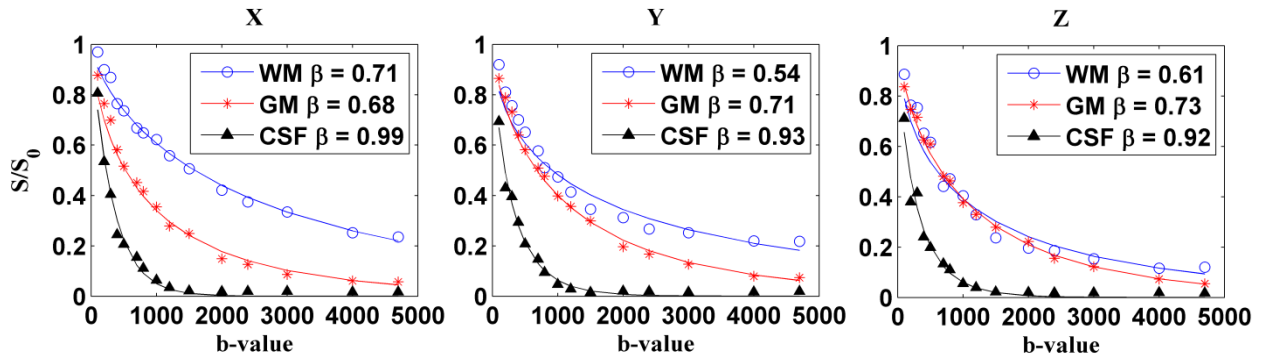 X
S/S0
1
0.8
0.6
0.4
0.2
0
WM β = 0.71
GM β = 0.68
CSF β = 0.99
0 1000 2000 3000 4000 5000
b-value
Y
1
0.8
0.6
0.4
0.2
0
WM β = 0.54
GM β = 0.71
CSF β = 0.93
0 1000 2000 3000 4000 5000
b-value
Z
1
0.8
0.6
0.4
0.2
0
WM β = 0.61
GM β = 0.73
CSF β = 0.92
0 1000 2000 3000 4000 5000
b-value